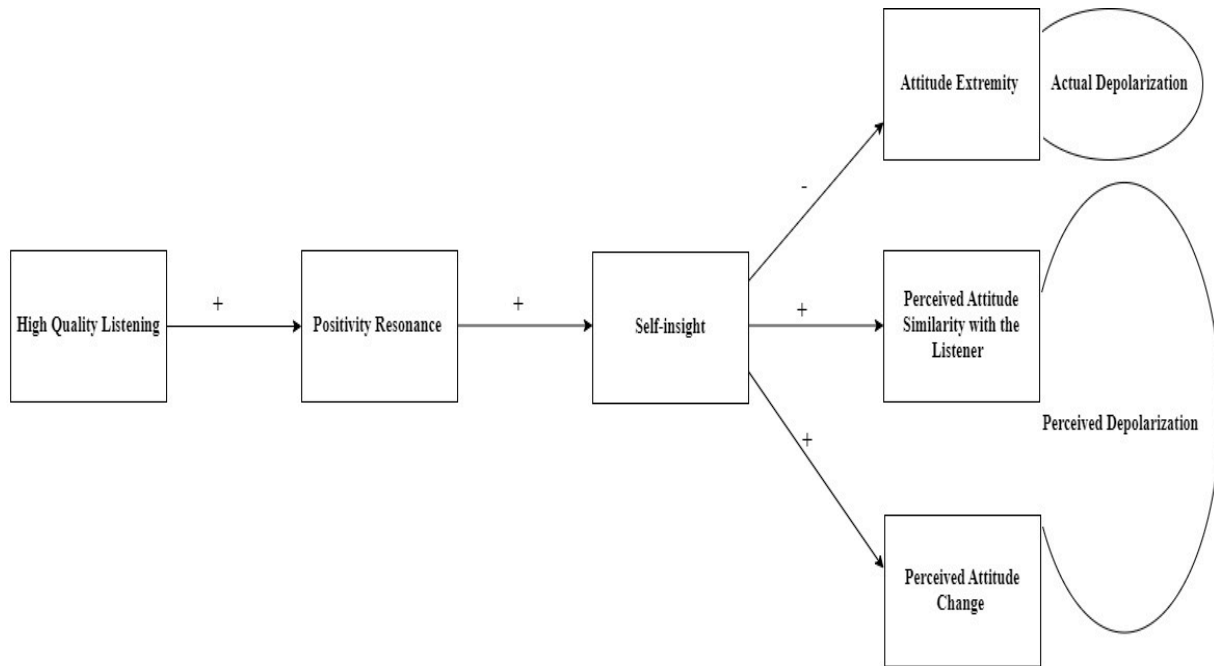 Attitude Extremity
Actual Depolarization
-
High Quality Listening
+
Positivity Resonance
+
Self-insight
+
Perceived Attitude
Similarity with the
Listener
Perceived Depolarization
+
Perceived Attitude
Change